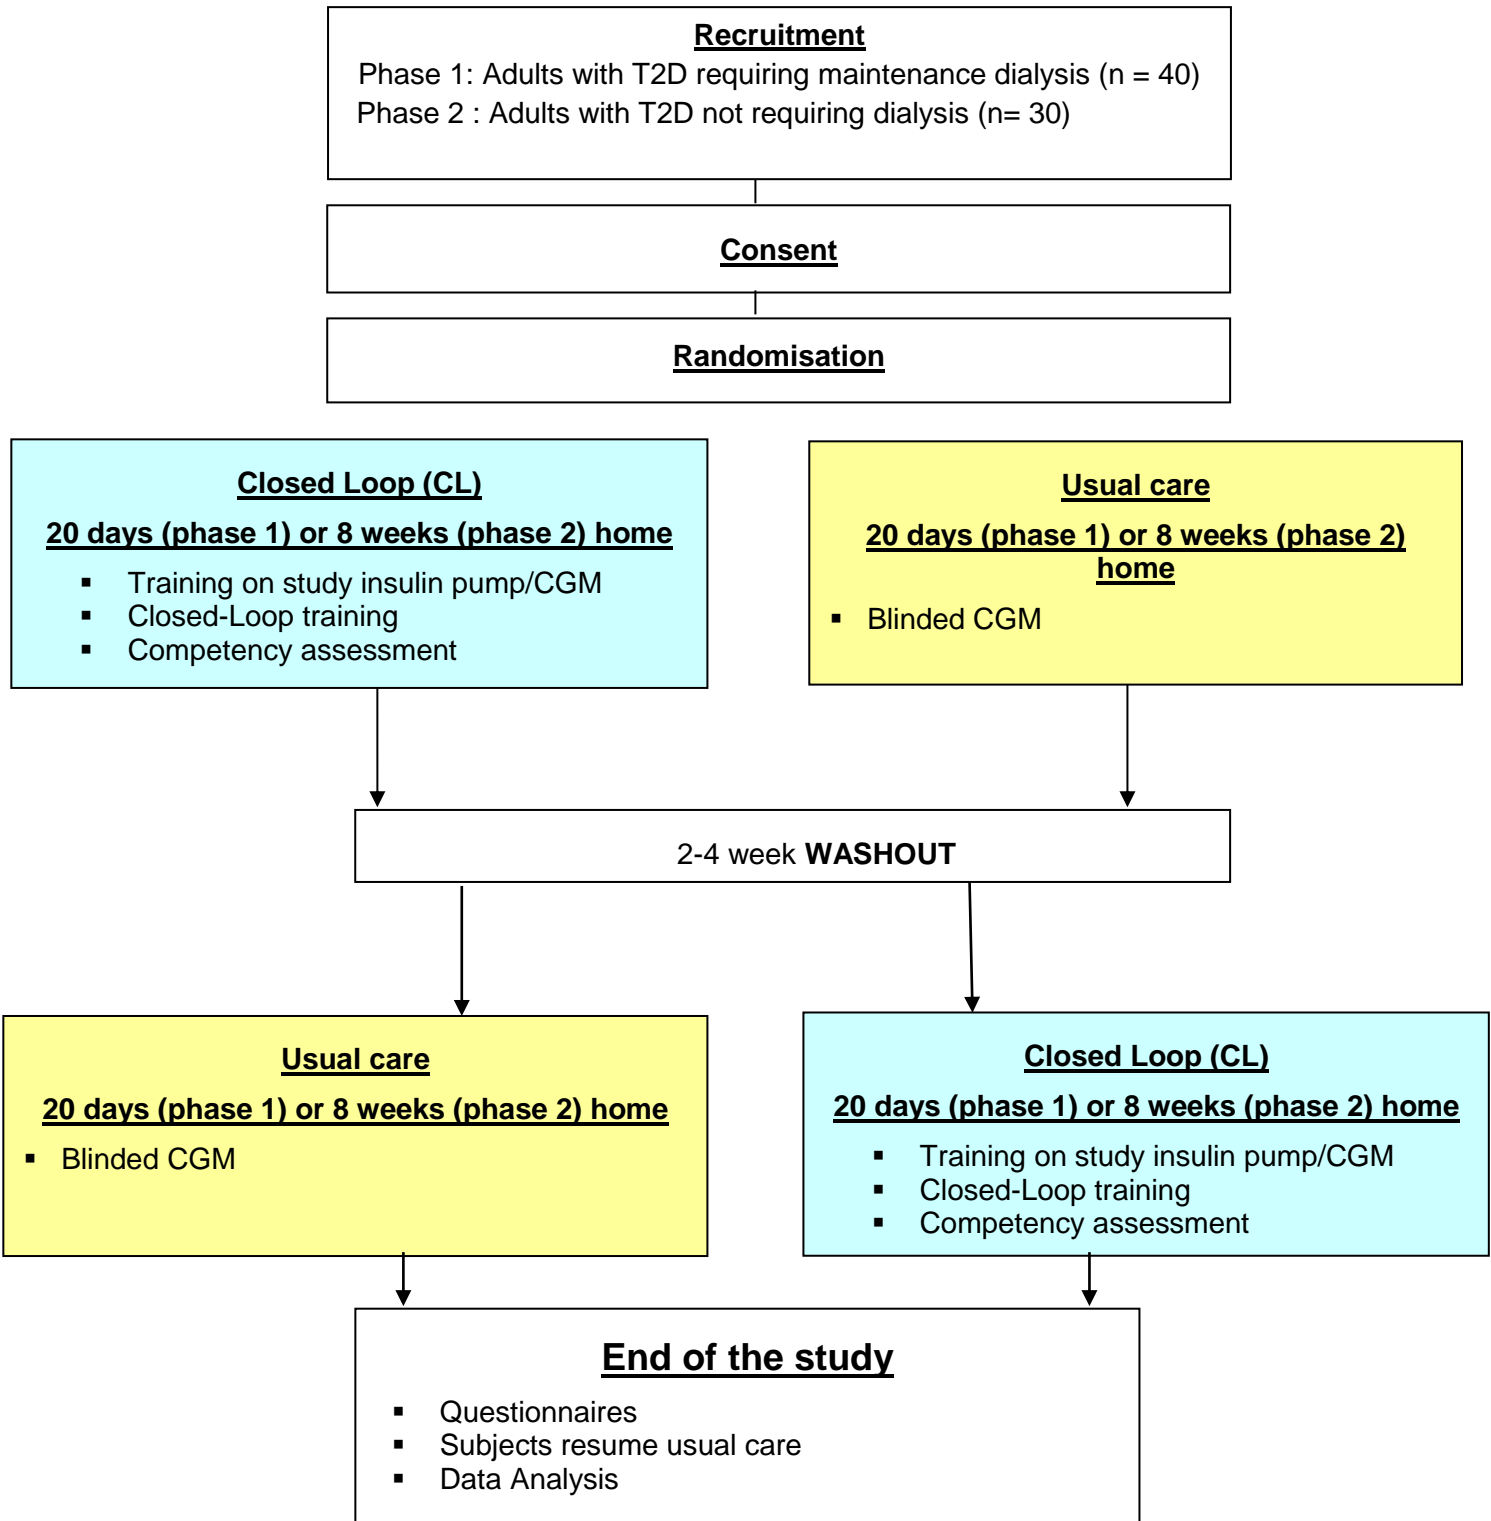 Recruitment
Phase 1: Adults with T2D requiring maintenance dialysis (n = 40)
Phase 2 : Adults with T2D not requiring dialysis (n= 30)
Consent
Randomisation
Closed Loop (CL)
20 days (phase 1) or 8 weeks (phase 2) home
▪ Training on study insulin pump/CGM
▪ Closed-Loop training
▪ Competency assessment
Usual care
20 days (phase 1) or 8 weeks (phase 2)
home
▪ Blinded CGM
2-4 week WASHOUT
Usual care
20 days (phase 1) or 8 weeks (phase 2) home
▪ Blinded CGM
Closed Loop (CL)
20 days (phase 1) or 8 weeks (phase 2) home
▪ Training on study insulin pump/CGM
▪ Closed-Loop training
▪ Competency assessment
End of the study
▪ Questionnaires
▪ Subjects resume usual care
▪ Data Analysis